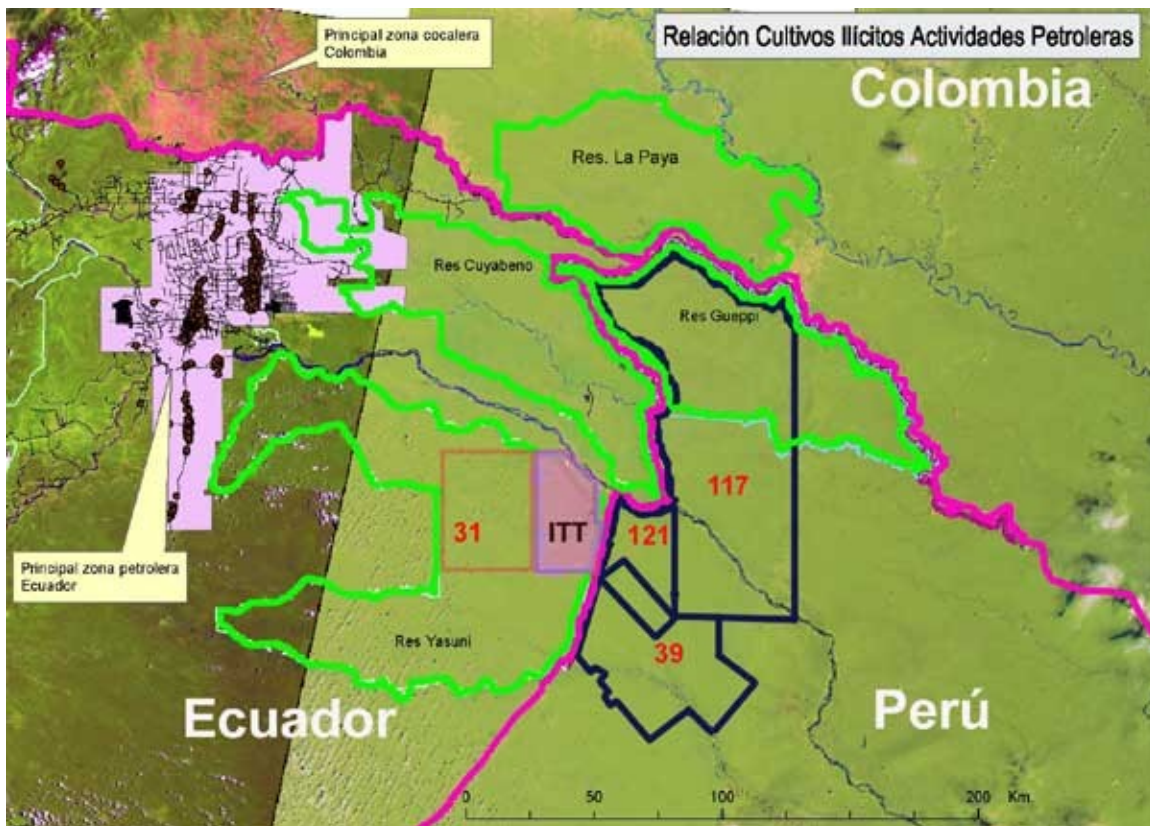 Principal zona cocalera
Colombia
Relación Cultivos Ilícitos Actividades Petroleras
Colombia
Res. La Paya
Res Cuyabeno
Res Gueppi
31
ITT
121
117
Principal zona petrolera
Ecuador
Res Yasuni
39
Ecuador
Perú
0 50 100 200 Km.